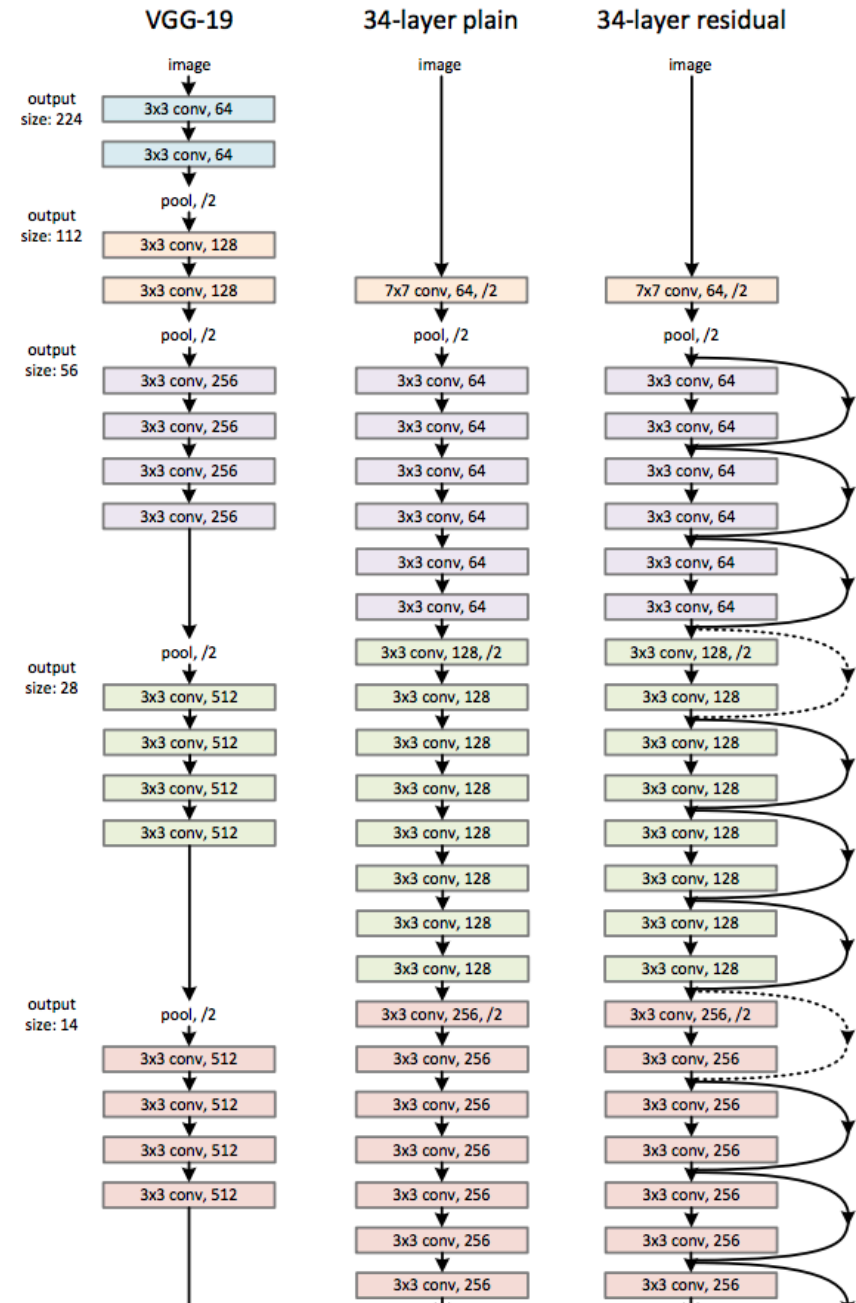 VGG-19
34-layer plain
34-layer residual
image
image
image
output
size: 224
3x3 conv, 64
3x3 conv, 64
pool, /2
output
size: 112
3x3 conv, 128
3x3 conv, 128
7x7 conv, 64, /2
7x7 conv, 64, /2
pool, /2
pool, /2
pool, /2
output
size: 56
3x3 conv, 256
3x3 conv, 64
3x3 conv, 64
3x3 conv, 256
3x3 conv, 64
3x3 conv, 64
3x3 conv, 256
3x3 conv, 64
3x3 conv, 64
3x3 conv, 256
3x3 conv, 64
3x3 conv, 64
3x3 conv, 64
3x3 conv, 64
3x3 conv, 64
3x3 conv, 64
pool, /2
3x3 conv, 128, /2
3x3 conv, 128, /2
output
size: 28
3x3 conv, 512
3x3 conv, 128
3x3 conv, 128
3x3 conv, 512
3x3 conv, 128
3x3 conv, 128
3x3 conv, 512
3x3 conv, 128
3x3 conv, 128
3x3 conv, 512
3x3 conv, 128
3x3 conv, 128
3x3 conv, 128
3x3 conv, 128
3x3 conv, 128
3x3 conv, 128
3x3 conv, 128
3x3 conv, 128
output
size: 14
pool, /2
3x3 conv, 256, /2
3x3 conv, 256, /2
3x3 conv, 512
3x3 conv, 256
3x3 conv, 256
3x3 conv, 512
3x3 conv, 256
3x3 conv, 256
3x3 conv, 512
3x3 conv, 256
3x3 conv, 256
3x3 conv, 512
3x3 conv, 256
3x3 conv, 256
3x3 conv, 256
3x3 conv, 256
3x3 conv, 256
3x3 conv, 256